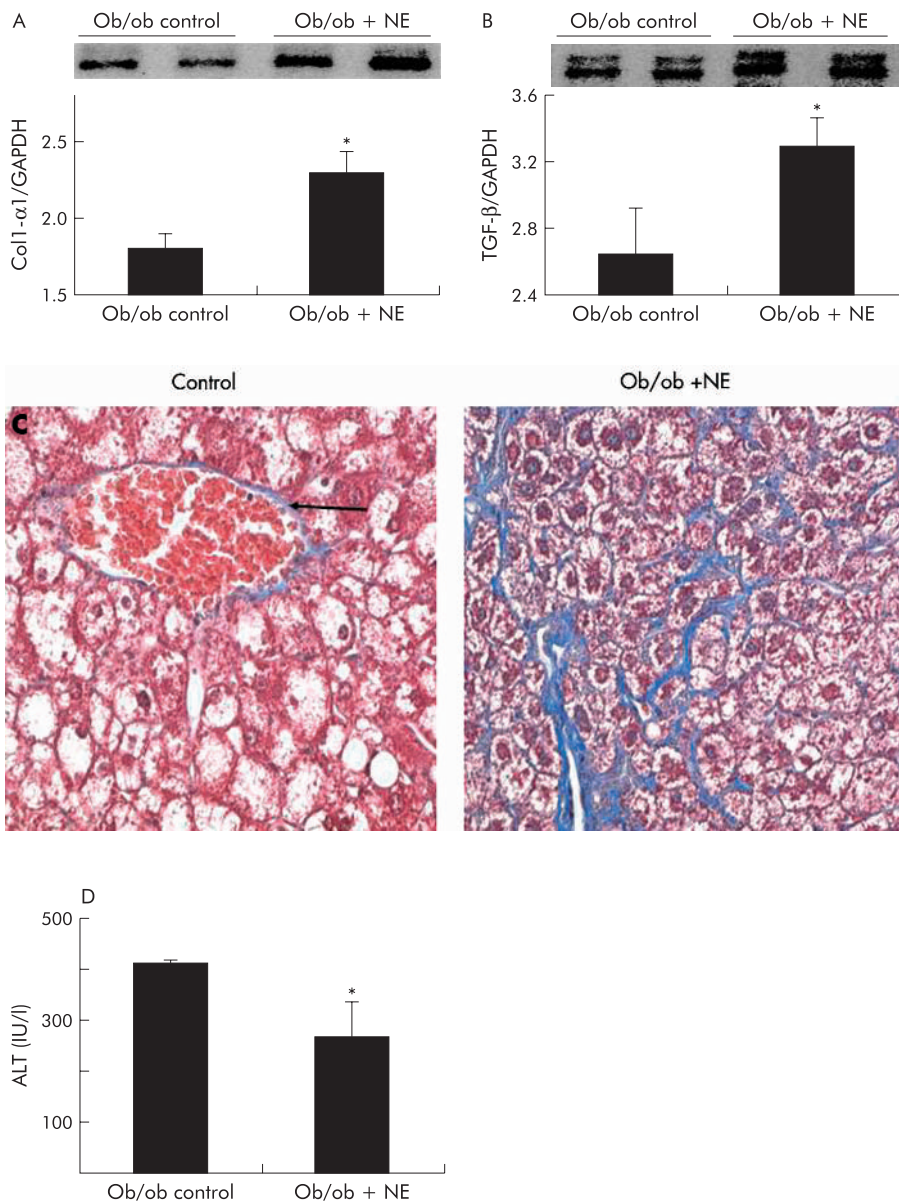 A
Ob/ob control Ob/ob + NE
Col1-α1/GAPDH
2.5
2.0
1.5
*
Ob/ob control Ob/ob + NE
B
Ob/ob control Ob/ob + NE
TGF-β/GAPDH
3.6
3.2
2.8
2.4
*
Ob/ob control Ob/ob + NE
Control Ob/ob +NE
C
D
ALT (IU/l)
500
300
100
*
Ob/ob control Ob/ob + NE